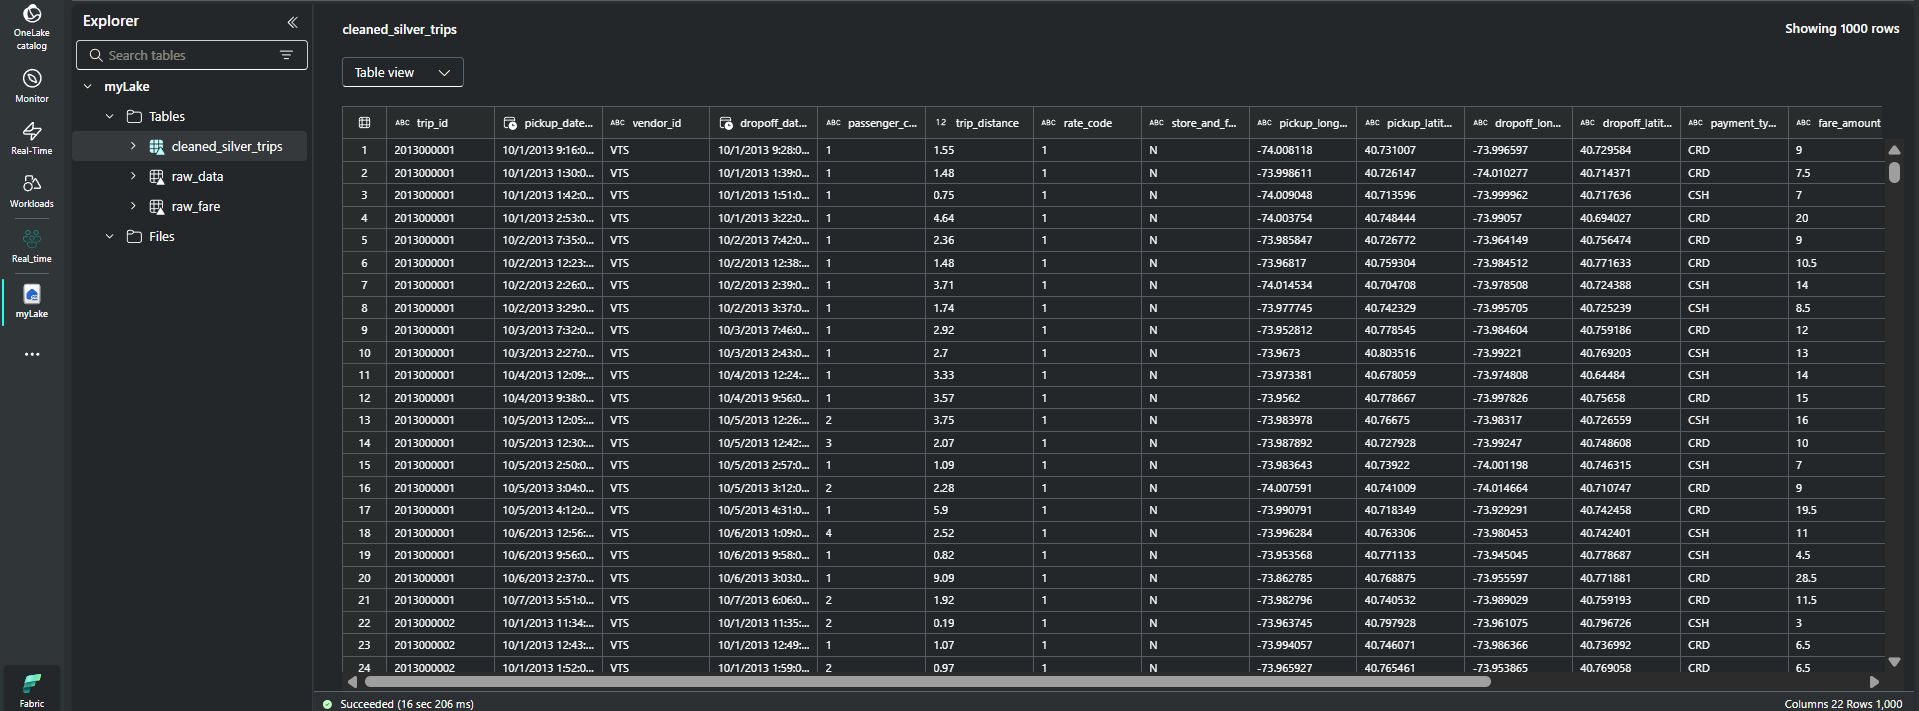 OneLake
catalog
Monitor
Real-Time
Workloads
Real_time
myLake
Fabric
Explorer
Search tables
myLake
Tables
cleaned_silver_trips
raw_data
raw_fare
Files
cleaned_silver_trips Showing 1000 rows
Table view
ABC trip_id pickup_date... ABC vendor_id dropoff_dat... ABC passenger_c... 1.2 trip_distance ABC rate_code ABC store_and_f... ABC pickup_long... ABC pickup_latit... ABC dropoff_lon... ABC dropoff_latit... ABC payment_ty... ABC fare_amount
1 2013000001 10/1/2013 9:16:0... VTS 10/1/2013 9:28:0... 1 1.55 1 N -74.008118 40.731007 -73.996597 40.729584 CRD 9
2 2013000001 10/1/2013 1:30:0... VTS 10/1/2013 1:39:0... 1 1.48 1 N -73.998611 40.726147 -74.010277 40.714371 CRD 7.5
3 2013000001 10/1/2013 1:42:0... VTS 10/1/2013 1:51:0... 1 0.75 1 N -74.009048 40.713596 -73.999962 40.717636 CSH 7
4 2013000001 10/1/2013 2:53:0... VTS 10/1/2013 3:22:0... 1 4.64 1 N -74.003754 40.748444 -73.99057 40.694027 CRD 20
5 2013000001 10/2/2013 7:35:0... VTS 10/2/2013 7:42:0... 1 2.36 1 N -73.985847 40.726772 -73.964149 40.756474 CRD 9
6 2013000001 10/2/2013 12:23:... VTS 10/2/2013 12:38:... 1 1.48 1 N -73.96817 40.759304 -73.984512 40.771633 CRD 10.5
7 2013000001 10/2/2013 2:26:0... VTS 10/2/2013 2:39:0... 1 3.71 1 N -74.014534 40.704708 -73.978508 40.724388 CSH 14
8 2013000001 10/2/2013 3:29:0... VTS 10/2/2013 3:37:0... 1 1.74 1 N -73.977745 40.742329 -73.995705 40.725239 CSH 8.5
9 2013000001 10/3/2013 7:32:0... VTS 10/3/2013 7:46:0... 1 2.92 1 N -73.952812 40.778545 -73.984604 40.759186 CRD 12
10 2013000001 10/3/2013 2:27:0... VTS 10/3/2013 2:43:0... 1 2.7 1 N -73.9673 40.803516 -73.99221 40.769203 CSH 13
11 2013000001 10/4/2013 12:09:... VTS 10/4/2013 12:24:... 1 3.33 1 N -73.973381 40.678059 -73.974808 40.64484 CSH 14
12 2013000001 10/4/2013 9:38:0... VTS 10/4/2013 9:56:0... 1 3.57 1 N -73.9562 40.778667 -73.997826 40.75658 CRD 15
13 2013000001 10/5/2013 12:05:... VTS 10/5/2013 12:26:... 2 3.75 1 N -73.983978 40.76675 -73.98317 40.726559 CSH 16
14 2013000001 10/5/2013 12:30:... VTS 10/5/2013 12:42:... 3 2.07 1 N -73.987892 40.727928 -73.99247 40.748608 CRD 10
15 2013000001 10/5/2013 2:50:0... VTS 10/5/2013 2:57:0... 1 1.09 1 N -73.983643 40.73922 -74.001198 40.746315 CSH 7
16 2013000001 10/5/2013 3:04:0... VTS 10/5/2013 3:12:0... 2 2.28 1 N -74.007591 40.741009 -74.014664 40.710747 CRD 9
17 2013000001 10/5/2013 4:12:0... VTS 10/5/2013 4:31:0... 1 5.9 1 N -73.990791 40.718349 -73.929291 40.742458 CRD 19.5
18 2013000001 10/6/2013 12:56:... VTS 10/6/2013 1:09:0... 4 2.52 1 N -73.996284 40.763306 -73.980453 40.742401 CSH 11
19 2013000001 10/6/2013 9:56:0... VTS 10/6/2013 9:58:0... 1 0.82 1 N -73.953568 40.771133 -73.945045 40.778687 CSH 4.5
20 2013000001 10/6/2013 2:37:0... VTS 10/6/2013 3:03:0... 1 9.09 1 N -73.862785 40.768875 -73.955597 40.771881 CRD 28.5
21 2013000001 10/7/2013 5:51:0... VTS 10/7/2013 6:06:0... 2 1.92 1 N -73.982796 40.740532 -73.989029 40.759193 CRD 11.5
22 2013000002 10/1/2013 11:34:... VTS 10/1/2013 11:35:... 2 0.19 1 N -73.963745 40.797928 -73.961075 40.796726 CSH 3
23 2013000002 10/1/2013 12:43:... VTS 10/1/2013 12:49:... 1 1.07 1 N -73.994057 40.746071 -73.986366 40.736992 CRD 6.5
24 2013000002 10/1/2013 1:52:0... VTS 10/1/2013 1:59:0... 2 0.97 1 N -73.965927 40.765461 -73.953865 40.769058 CRD 6.5
Succeeded (16 sec 206 ms) Columns 22 Rows 1,000